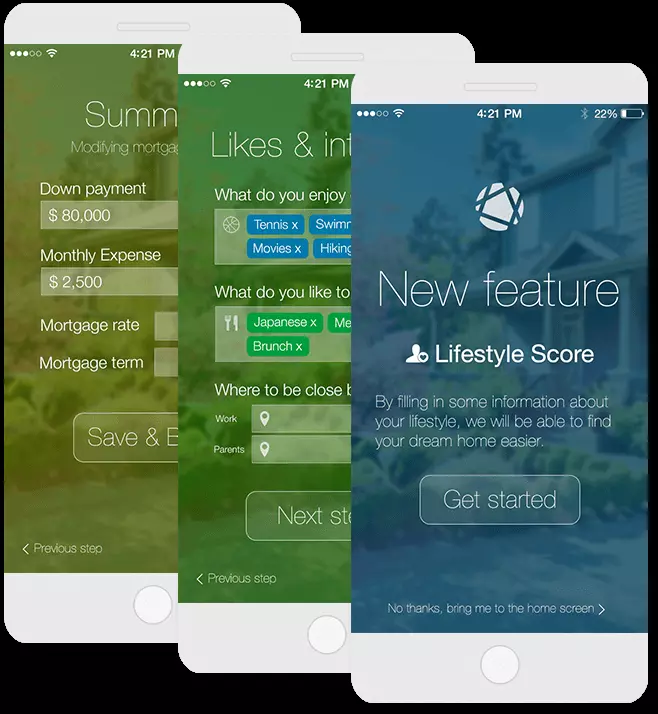 4:21 PM
Summ
Modifying mortga
Down payment
$ 80,000
Monthly Expense
$ 2,500
Mortgage rate
Mortgage term
Save & E
Previous step
4:21 PM
Likes & int
What do you enjoy
Tennis x Swimm
Movies x Hiking
What do you like to
Japanese x Me
Brunch x
Where to be close b
Work
Parents
Next ste
Previous step
4:21 PM 22%
New feature
Lifestyle Score
By filling in some information about
your lifestyle, we will be able to find
your dream home easier.
Get started
No thanks, bring me to the home screen